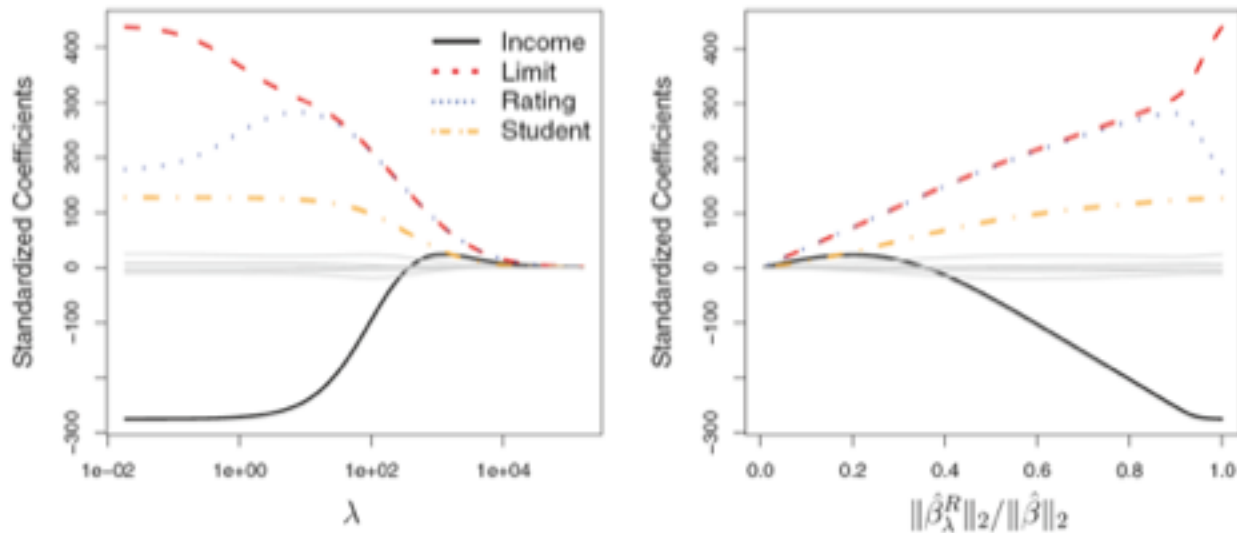 Standardized Coefficients
400
300
200
100
0
-100
-300
1e-02 1e+00 1e+02 1e+04
λ
Income
Limit
Rating
Student
Standardized Coefficients
400
300
200
100
0
-100
-300
0.0 0.2 0.4 0.6 0.8 1.0
‖β̂λᴿ‖₂/‖β̂‖₂